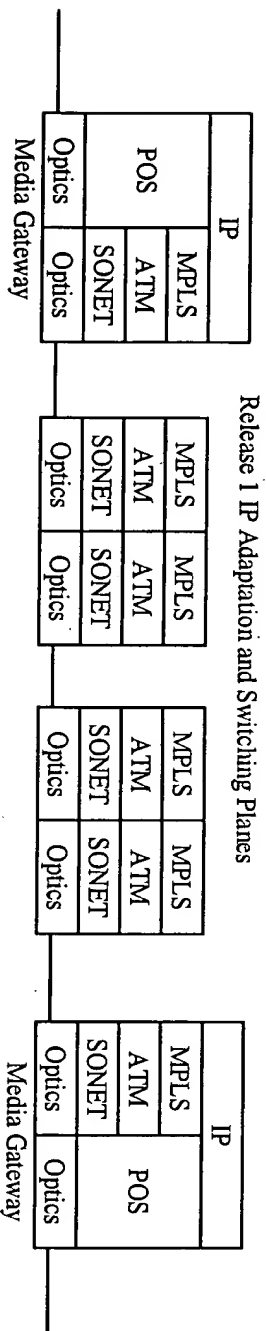 Release 1 IP Adaptation and Switching Planes
IP
POS
MPLS
ATM
SONET
Optics
Optics
Media Gateway
MPLS
MPLS
ATM
ATM
SONET
SONET
Optics
Optics
MPLS
MPLS
ATM
ATM
SONET
SONET
Optics
Optics
IP
MPLS
ATM
SONET
POS
Optics
Optics
Media Gateway